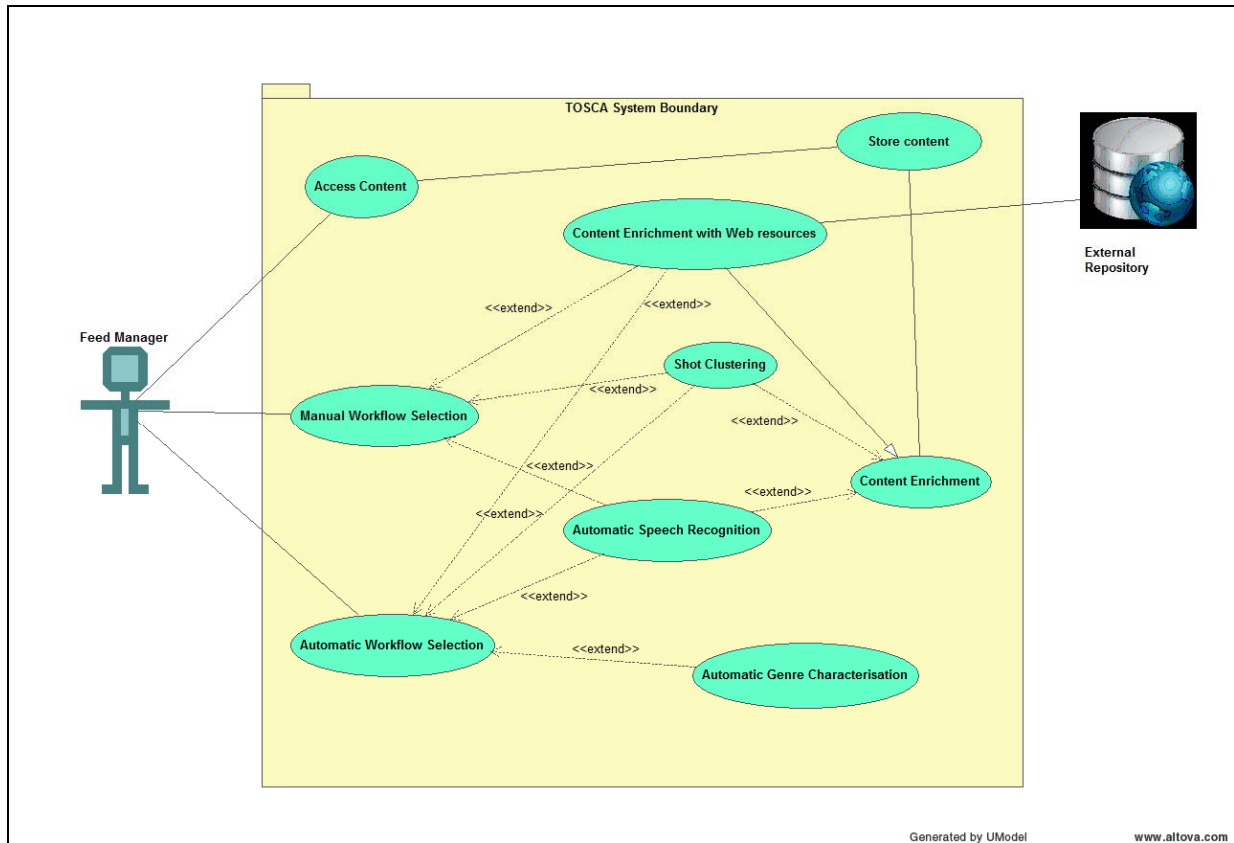 TOSCA System Boundary
Store content
Access Content
Content Enrichment with Web resources
External
Repository
<<extend>>
<<extend>>
Feed Manager
Shot Clustering
<<extend>>
Manual Workflow Selection
<<extend>>
<<extend>>
Content Enrichment
<<extend>>
<<extend>>
Automatic Speech Recognition
<<extend>>
Automatic Workflow Selection
<<extend>>
Automatic Genre Characterisation
Generated by UModel
www.altova.com